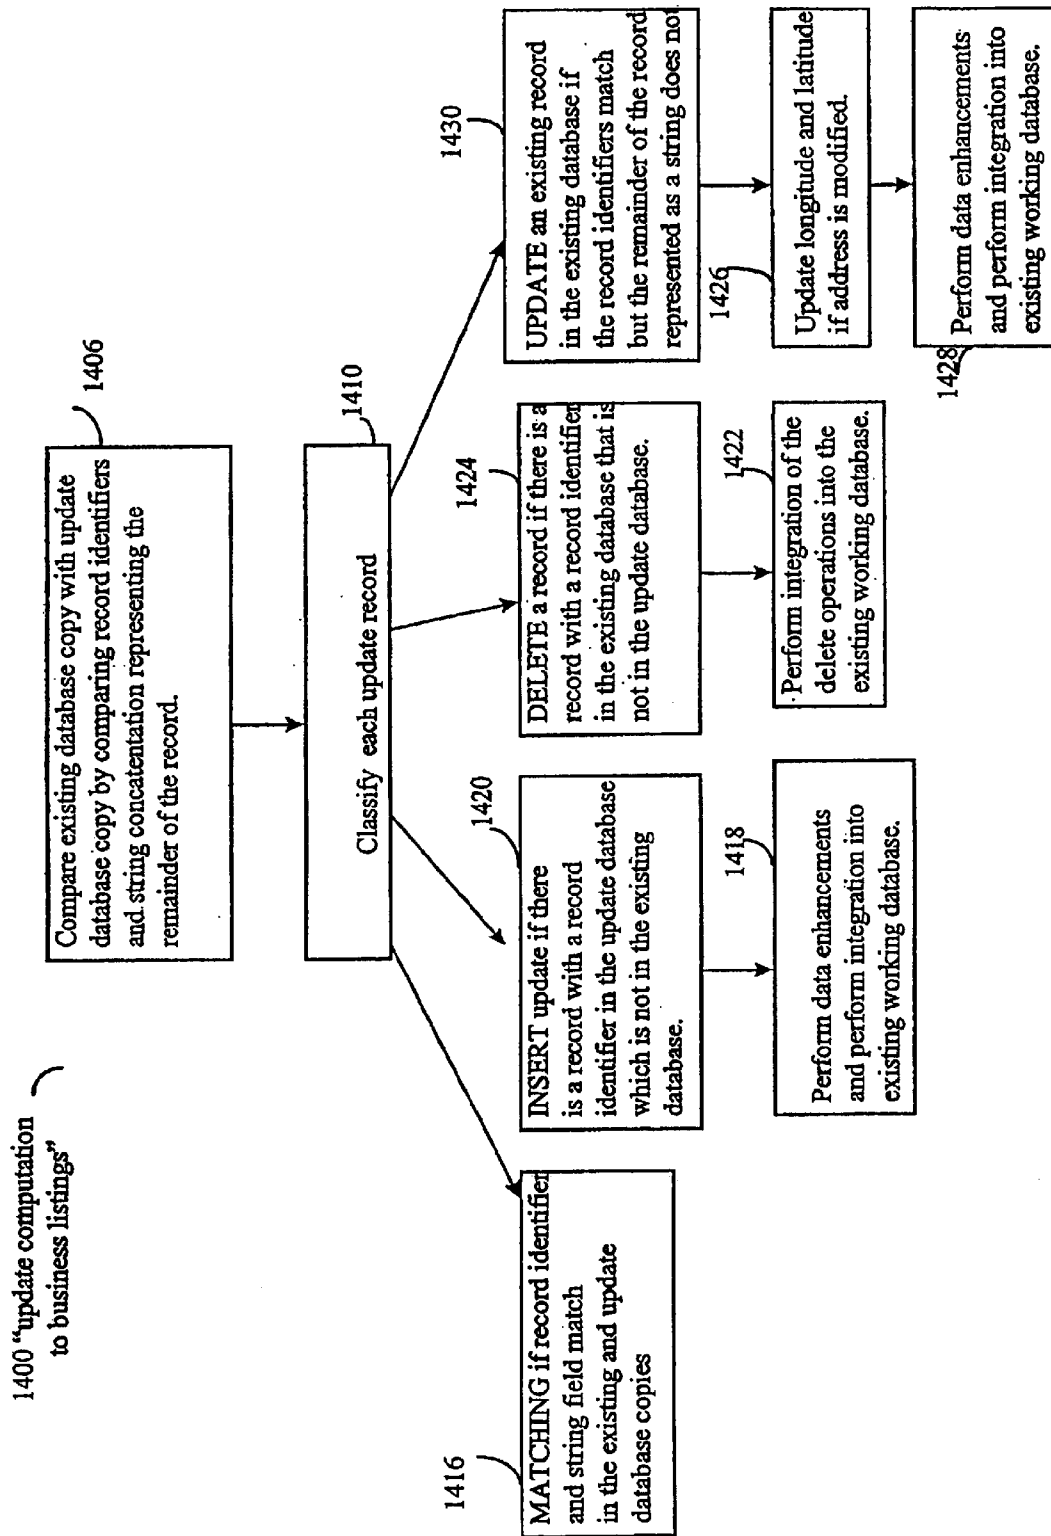 1400 “update computation
to business listings”
1406
Compare existing database copy with update
database copy by comparing record identifiers
and string concatentation representing the
remainder of the record.
1410
Classify each update record
1416
MATCHING if record identifier
and string field match
in the existing and update
database copies
1420
INSERT update if there
is a record with a record
identifier in the update database
which is not in the existing
database.
1418
Perform data enhancements
and perform integration into
existing working database.
1424
DELETE a record if there is a
record with a record identifier
in the existing database that is
not in the update database.
1422
Perform integration of the
delete operations into the
existing working database.
1430
UPDATE an existing record
in the existing database if
the record identifiers match
but the remainder of the record
represented as a string does not
1426
Update longitude and latitude
if address is modified.
1428
Perform data enhancements
and perform integration into
existing working database.